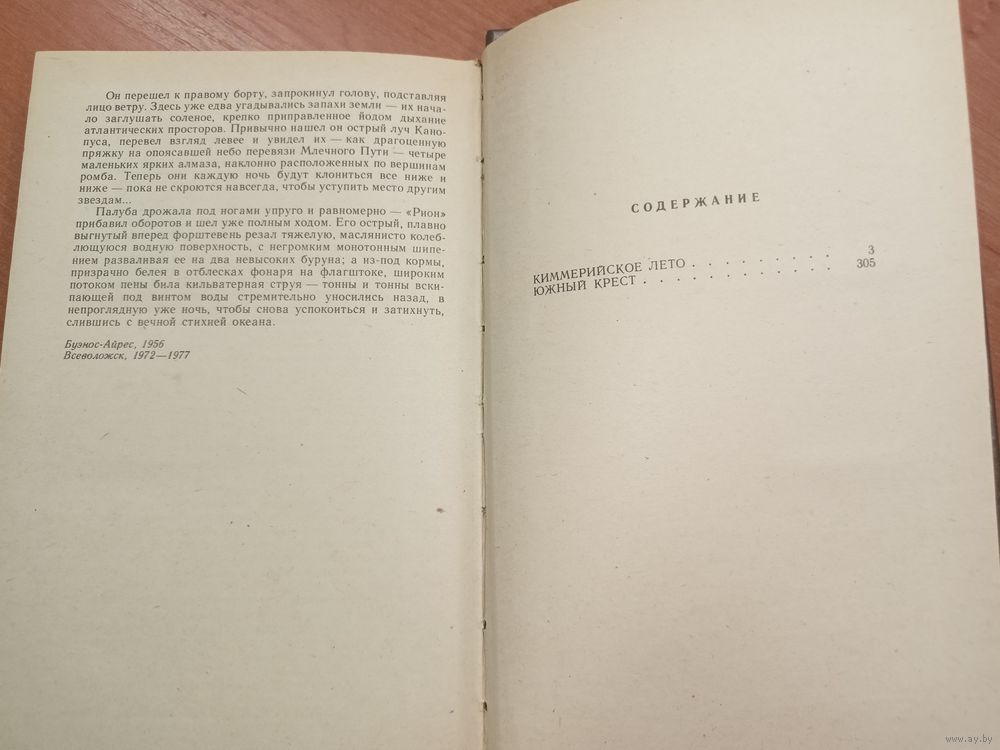 Он перешел к правому борту, запрокинул голову, подставляя
лицо ветру. Здесь уже едва угадывались запахи земли — их нача-
ло заглушать соленое, крепко приправленное йодом дыхание
атлантических просторов. Привычно нашел он острый луч Кано-
пуса, перевел взгляд левее и увидел их — как драгоценную
пряжку на опоясавшей небо перевязи Млечного Пути — четыре
маленьких ярких алмаза, наклонно расположенных по вершинам
ромба. Теперь они каждую ночь будут клониться все ниже и
ниже — пока не скроются навсегда, чтобы уступить место другим
звездам...
Палуба дрожала под ногами упруго и равномерно — «Рион»
прибавил оборотов и шел уже полным ходом. Его острый, плавно
выгнутый вперед форштевень резал тяжелую, маслянисто колеб-
лющуюся водную поверхность, с негромким монотонным шипе-
нием разваливая ее на два невысоких буруна; а из-под кормы,
призрачно белея в отблесках фонаря на флагштоке, широким
потоком пены била кильватерная струя — тонны и тонны вски-
пающей под винтом воды стремительно уносились назад, в
непроглядную уже ночь, чтобы снова успокоиться и затихнуть,
слившись с вечной стихией океана.
Буэнос-Айрес, 1956
Всеволожск, 1972—1977
СОДЕРЖАНИЕ
КИММЕРИЙСКОЕ ЛЕТО . . . . . . . . . 3
ЮЖНЫЙ КРЕСТ . . . . . . . . . . . 305
www.ay.by